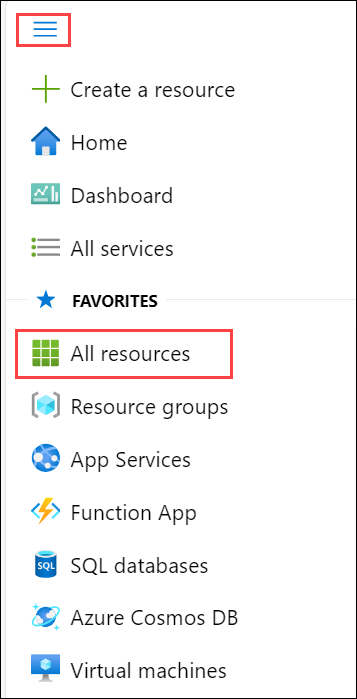 Create a resource
Home
Dashboard
All services
FAVORITES
All resources
Resource groups
App Services
Function App
SQL databases
Azure Cosmos DB
Virtual machines